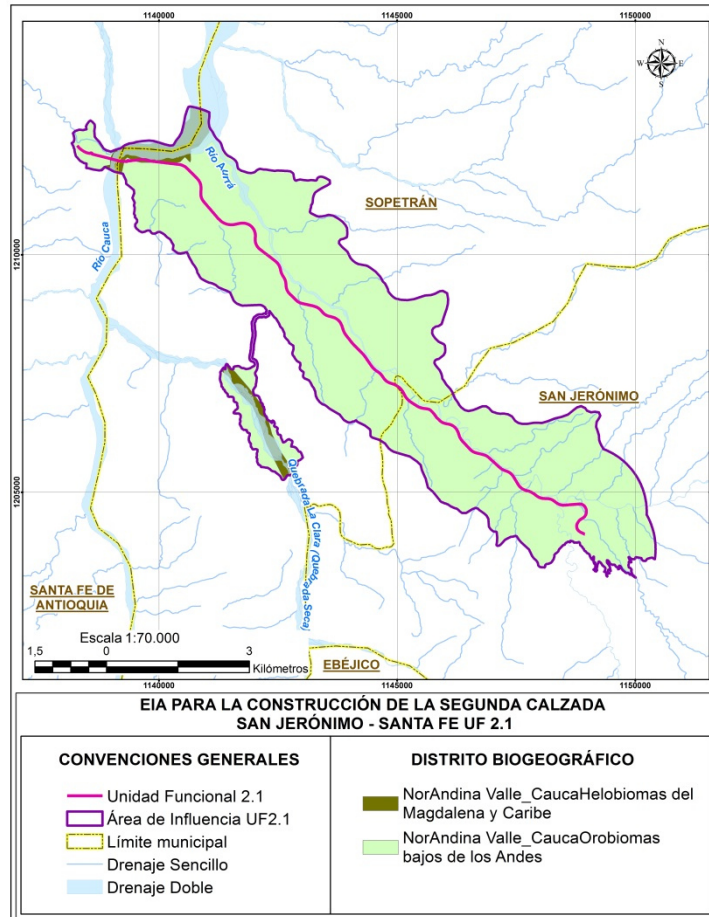 1140000 1145000 1150000
N
W E
S
SOPETRÁN
Río Aurrá
Río Cauca
1210000
1210000
SAN JERÓNIMO
Quebrada La Clara (Quebrada Seca)
1205000
1205000
SANTA FE DE
ANTIOQUIA
Escala 1:70.000
1,5 0 3
Kilómetros
EBÉJICO
1140000 1145000 1150000
EIA PARA LA CONSTRUCCIÓN DE LA SEGUNDA CALZADA
SAN JERÓNIMO - SANTA FE UF 2.1
CONVENCIONES GENERALES
Unidad Funcional 2.1
Área de Influencia UF2.1
Límite municipal
Drenaje Sencillo
Drenaje Doble
DISTRITO BIOGEOGRÁFICO
NorAndina Valle_CaucaHelobiomas del
Magdalena y Caribe
NorAndina Valle_CaucaOrobiomas
bajos de los Andes